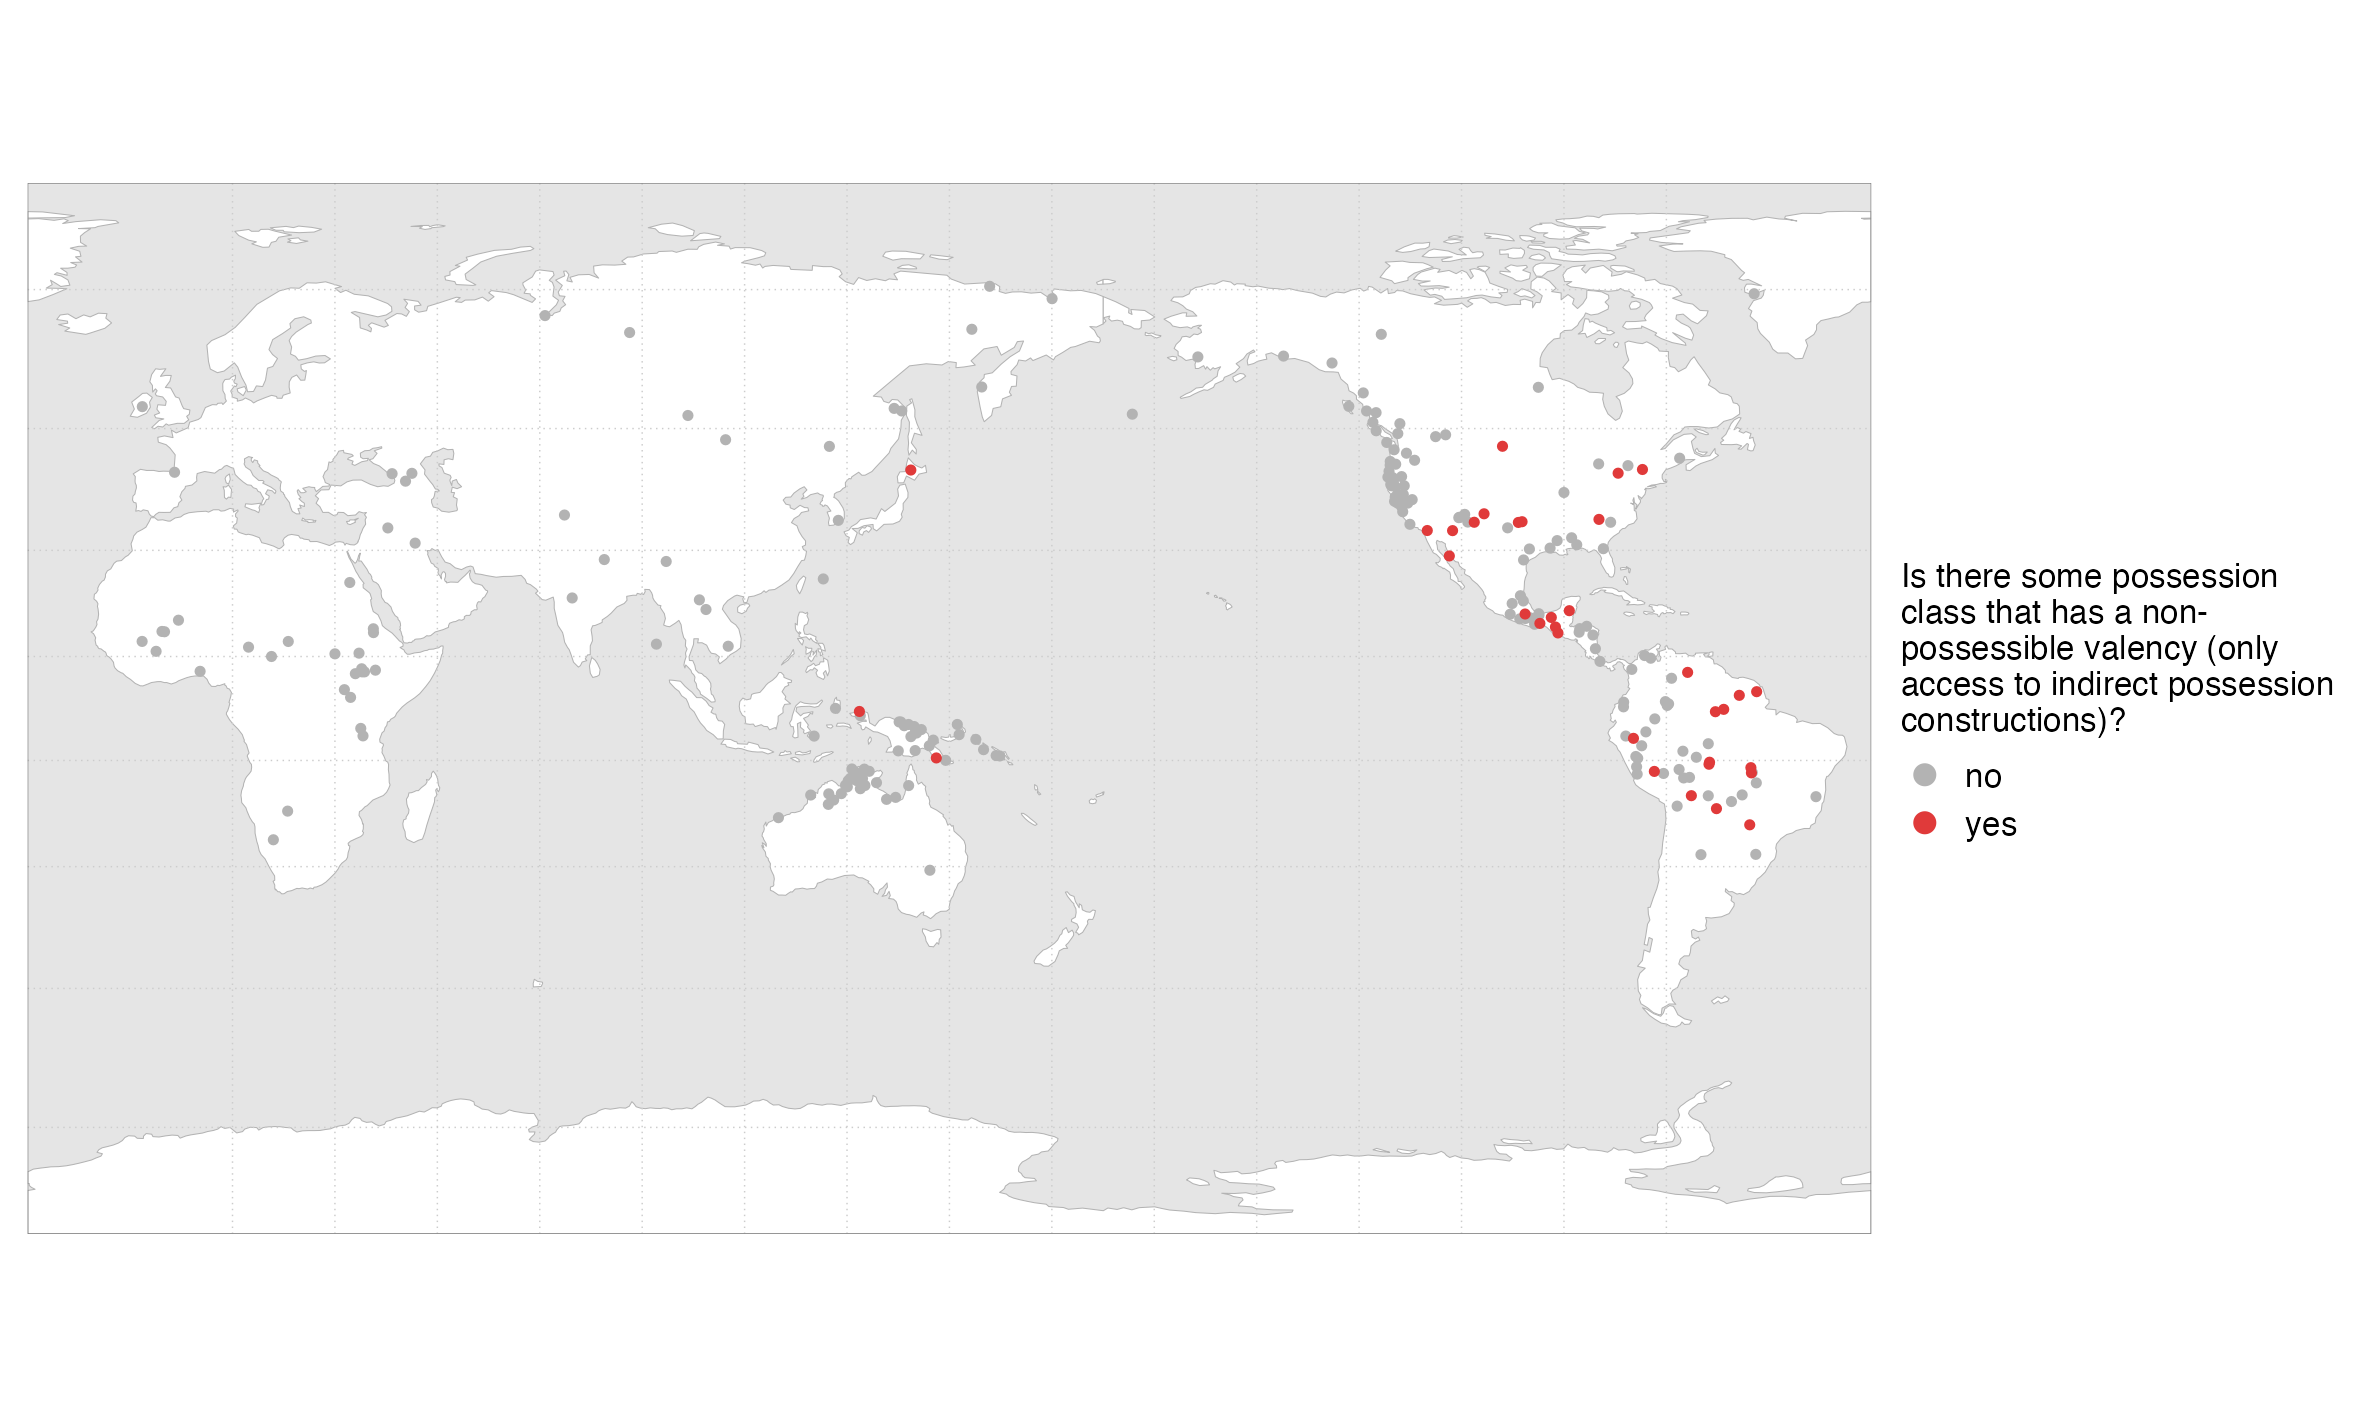 Is there some possession
class that has a non-
possessible valency (only
access to indirect possession
constructions)?
no
yes